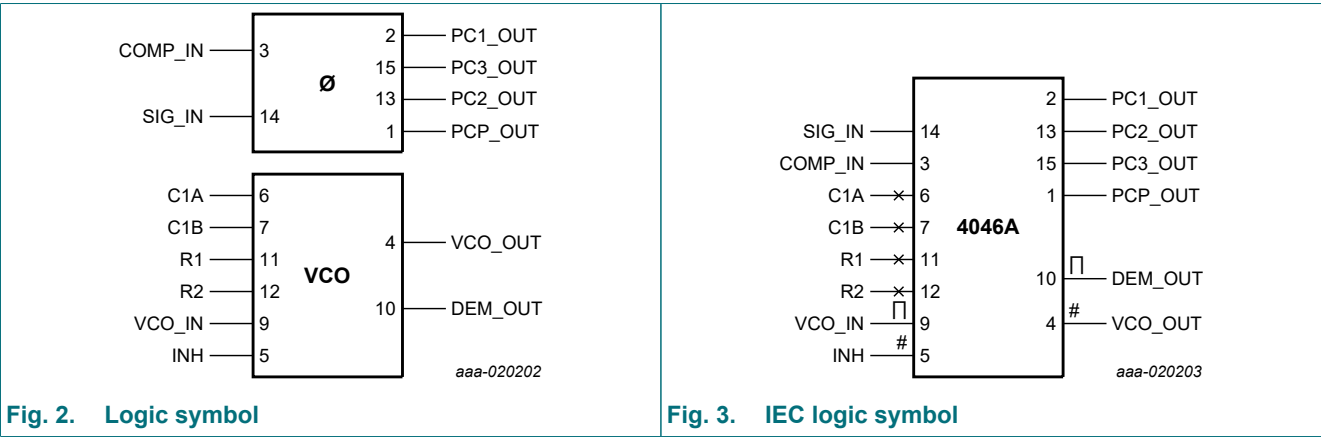 COMP_IN 3
SIG_IN 14
Ø
2 PC1_OUT
15 PC3_OUT
13 PC2_OUT
1 PCP_OUT
C1A 6
C1B 7
R1 11
R2 12
VCO_IN 9
INH 5
VCO
4 VCO_OUT
10 DEM_OUT
aaa-020202
Fig. 2. Logic symbol
SIG_IN 14
COMP_IN 3
C1A × 6
C1B × 7
R1 × 11
R2 × 12
VCO_IN ∏ 9
INH # 5
4046A
2 PC1_OUT
13 PC2_OUT
15 PC3_OUT
1 PCP_OUT
10 ∏ DEM_OUT
4 # VCO_OUT
aaa-020203
Fig. 3. IEC logic symbol